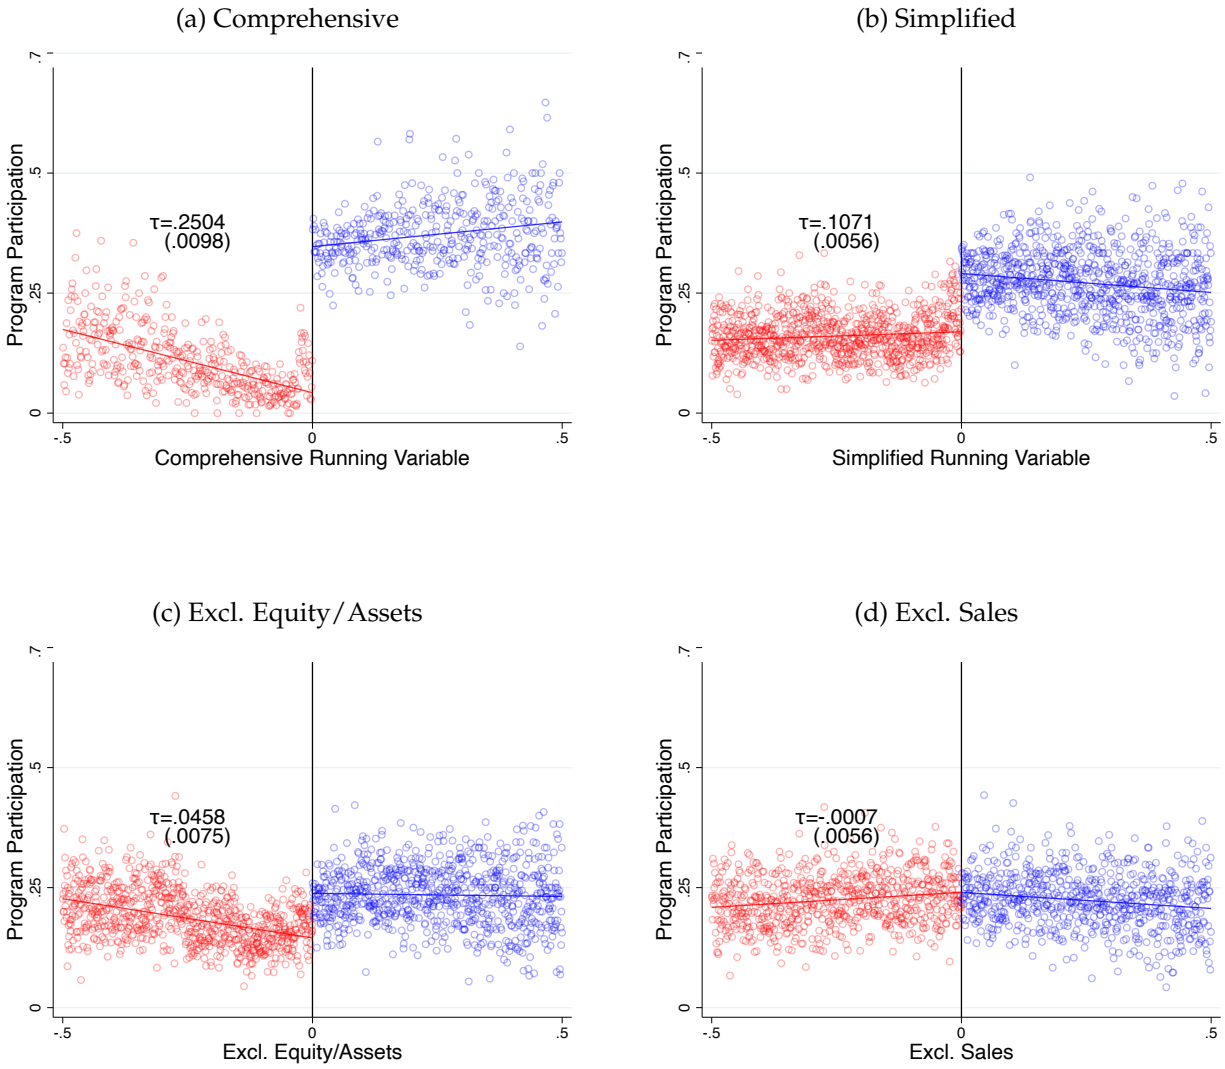 (a) Comprehensive
.7
.5
.25
0
Program Participation
τ=.2504
(.0098)
-.5
0
.5
Comprehensive Running Variable
(b) Simplified
.7
.5
.25
0
Program Participation
τ=.1071
(.0056)
-.5
0
.5
Simplified Running Variable
(c) Excl. Equity/Assets
.7
.5
.25
0
Program Participation
τ=.0458
(.0075)
-.5
0
.5
Excl. Equity/Assets
(d) Excl. Sales
.7
.5
.25
0
Program Participation
τ=-.0007
(.0056)
-.5
0
.5
Excl. Sales